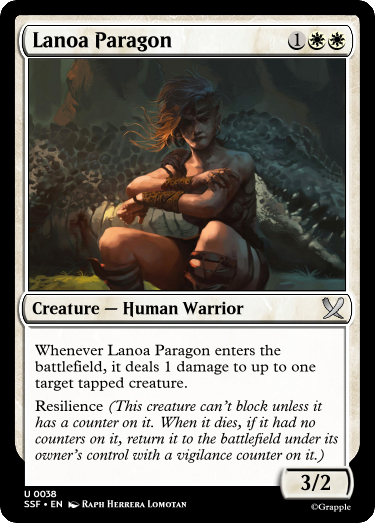 Lanoa Paragon 1
Creature — Human Warrior
Whenever Lanoa Paragon enters the
battlefield, it deals 1 damage to up to one
target tapped creature.
Resilience (This creature can't block unless it
has a counter on it. When it dies, if it had no
counters on it, return it to the battlefield under its
owner's control with a vigilance counter on it.)
3/2
U 0038
SSF • EN Raph Herrera Lomotan
©Grapple